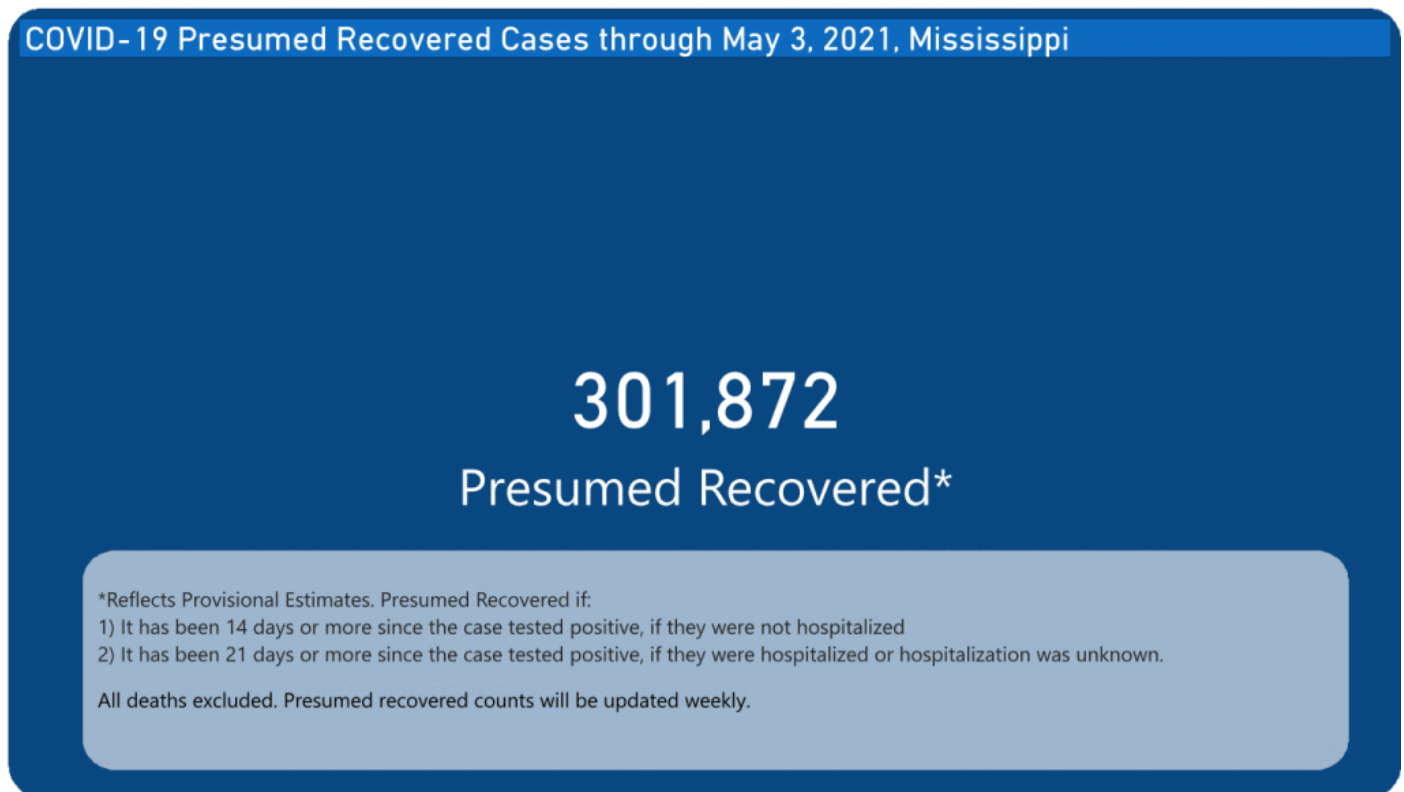 COVID-19 Presumed Recovered Cases through May 3, 2021, Mississippi
301,872
Presumed Recovered*
*Reflects Provisional Estimates. Presumed Recovered if:
1) It has been 14 days or more since the case tested positive, if they were not hospitalized
2) It has been 21 days or more since the case tested positive, if they were hospitalized or hospitalization was unknown.
All deaths excluded. Presumed recovered counts will be updated weekly.